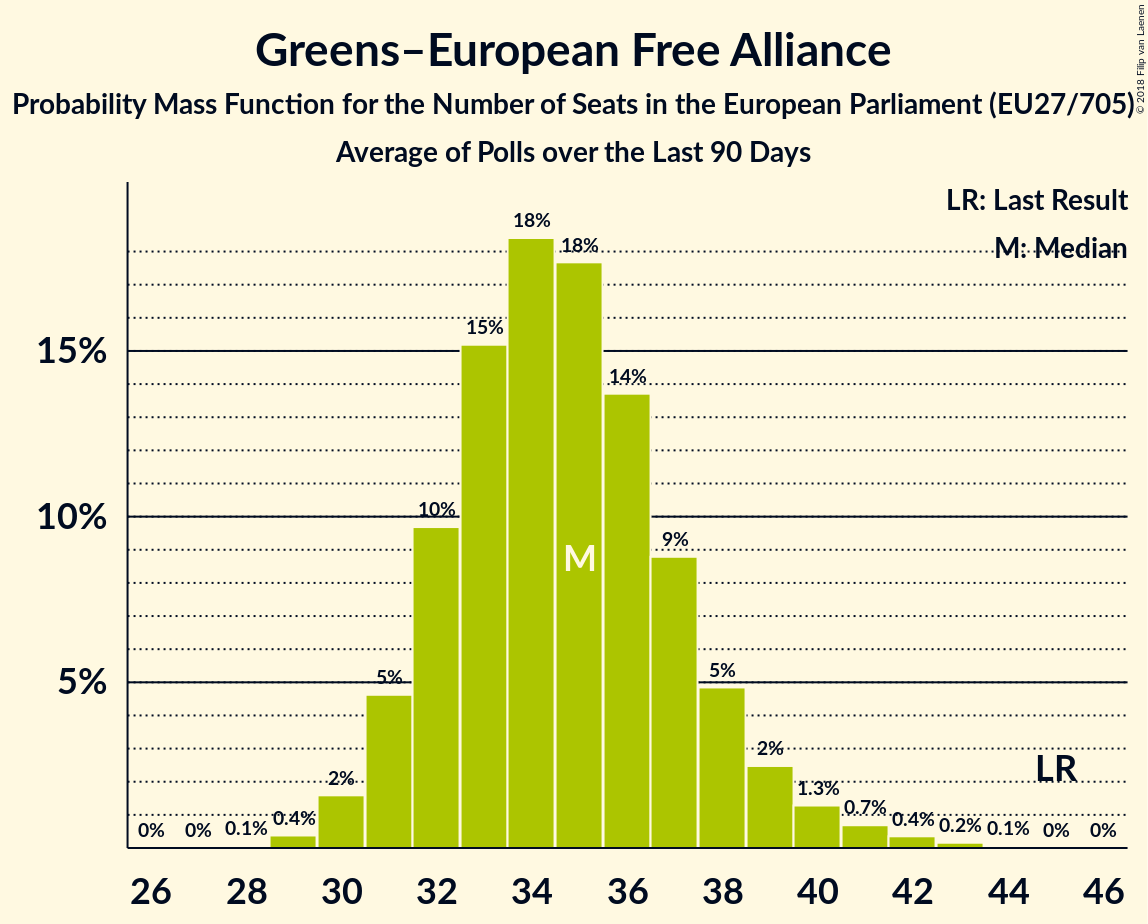 Greens–European Free Alliance
Probability Mass Function for the Number of Seats in the European Parliament (EU27/705)
Average of Polls over the Last 90 Days
© 2018 Filip van Laenen
LR: Last Result
M: Median
15%
10%
5%
0%
0%
0.1%
0.4%
2%
5%
10%
15%
18%
18%
14%
9%
5%
2%
1.3%
0.7%
0.4%
0.2%
0.1%
0%
0%
M
LR
26 28 30 32 34 36 38 40 42 44 46